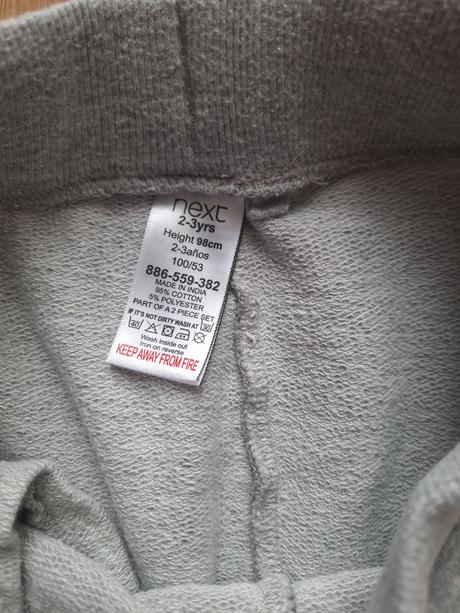 next
2-3yrs
Height 98cm
2-3años
100/53
886-559-382
MADE IN INDIA
95% COTTON
5% POLYESTER
PART OF A 2 PIECE SET
IF IT'S NOT DIRTY WASH AT 30
40
Wash inside out
Iron on reverse
KEEP AWAY FROM FIRE